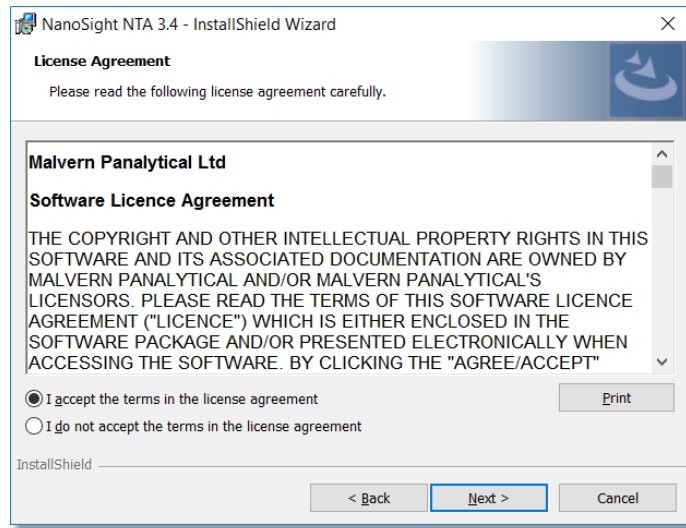 NanoSight NTA 3.4 - InstallShield Wizard
License Agreement
Please read the following license agreement carefully.
Malvern Panalytical Ltd
Software Licence Agreement
THE COPYRIGHT AND OTHER INTELLECTUAL PROPERTY RIGHTS IN THIS
SOFTWARE AND ITS ASSOCIATED DOCUMENTATION ARE OWNED BY
MALVERN PANALYTICAL AND/OR MALVERN PANALYTICAL'S
LICENSORS. PLEASE READ THE TERMS OF THIS SOFTWARE LICENCE
AGREEMENT ("LICENCE") WHICH IS EITHER ENCLOSED IN THE
SOFTWARE PACKAGE AND/OR PRESENTED ELECTRONICALLY WHEN
ACCESSING THE SOFTWARE. BY CLICKING THE "AGREE/ACCEPT"
I accept the terms in the license agreement
Print
I do not accept the terms in the license agreement
InstallShield
< Back
Next >
Cancel